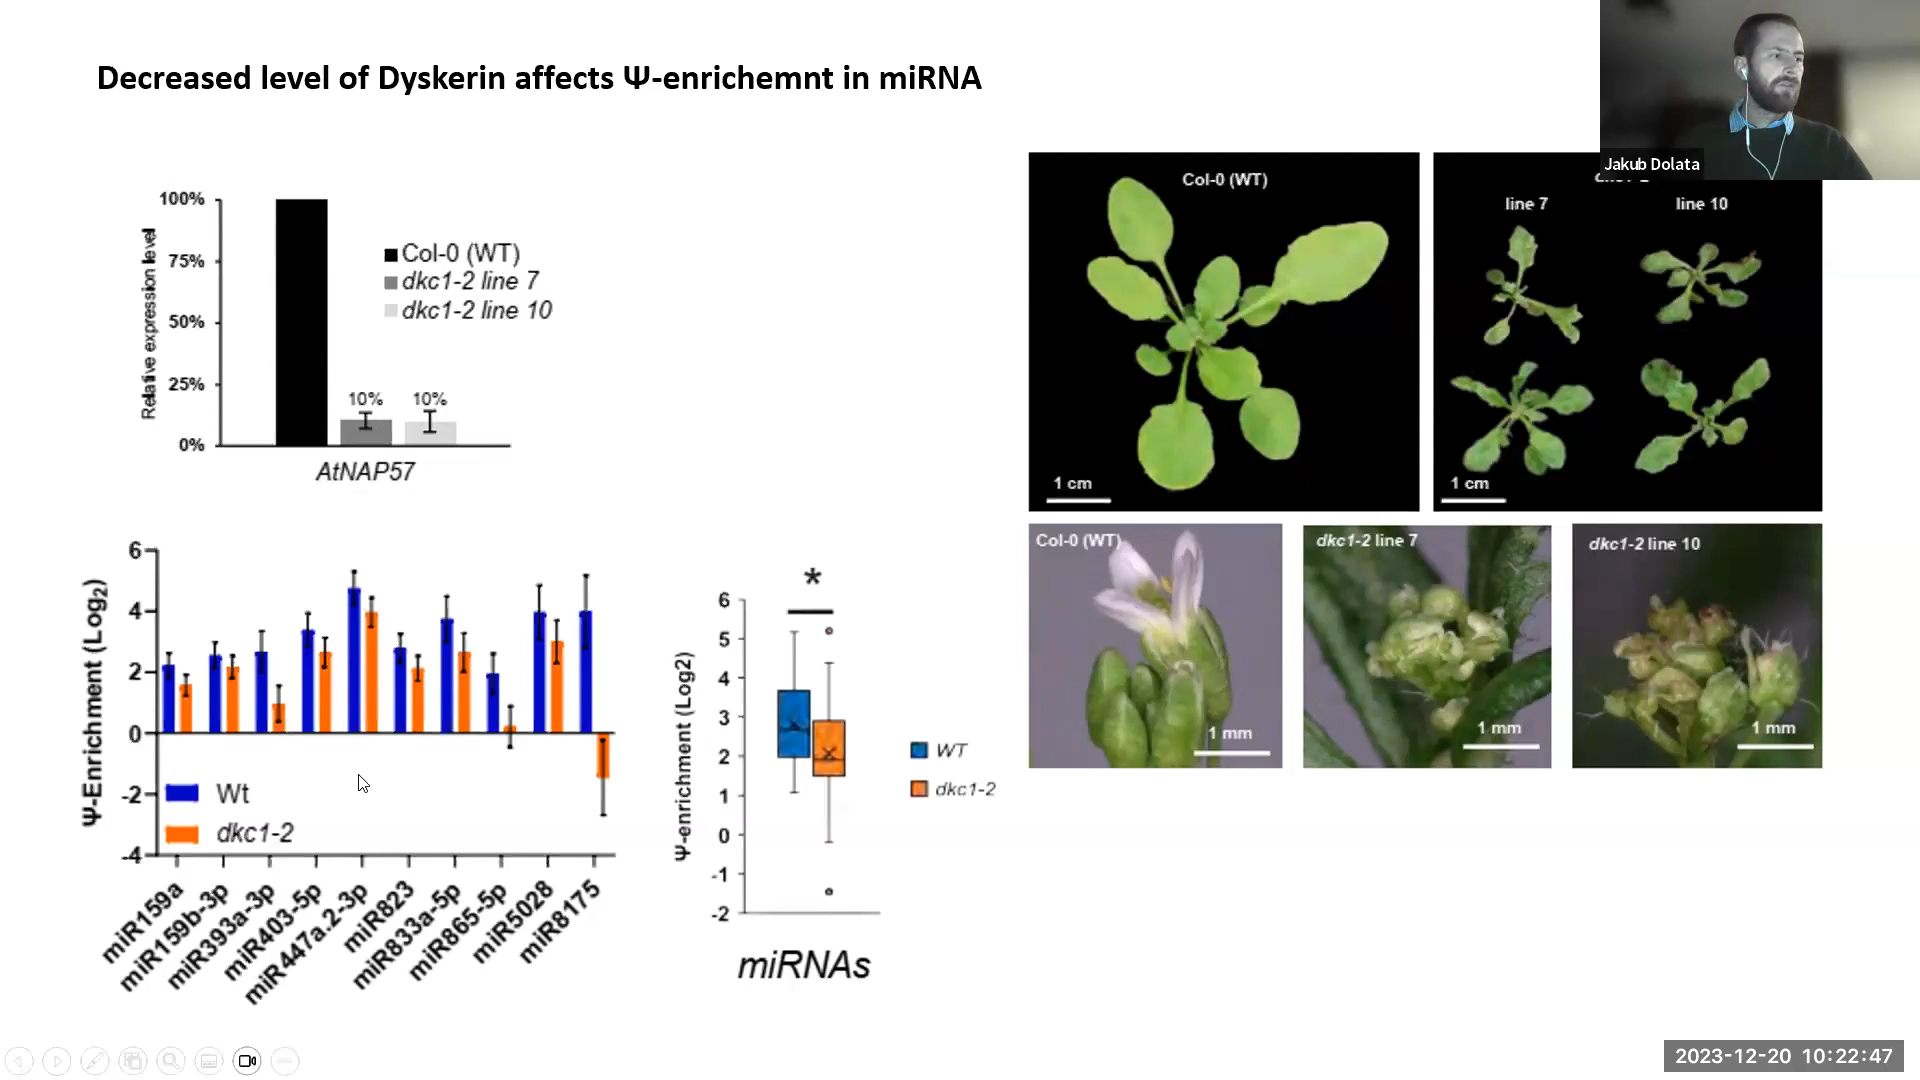 Decreased level of Dyskerin affects Ψ-enrichemnt in miRNA
Jakub Dolata
Relative expression level
100%
75%
50%
25%
0%
10%
10%
Col-0 (WT)
dkc1-2 line 7
dkc1-2 line 10
AtNAP57
Col-0 (WT)
1 cm
line 7
line 10
1 cm
Col-0 (WT)
1 mm
dkc1-2 line 7
1 mm
dkc1-2 line 10
1 mm
Ψ-Enrichment (Log2)
6
4
2
0
-2
-4
Wt
dkc1-2
miR159a
miR159b-3p
miR393a-3p
miR403-5p
miR447a.2-3p
miR823
miR833a-5p
miR865-5p
miR5028
miR8175
Ψ-enrichment (Log2)
6
5
4
3
2
1
0
-1
-2
*
WT
dkc1-2
miRNAs
2023-12-20 10:22:47